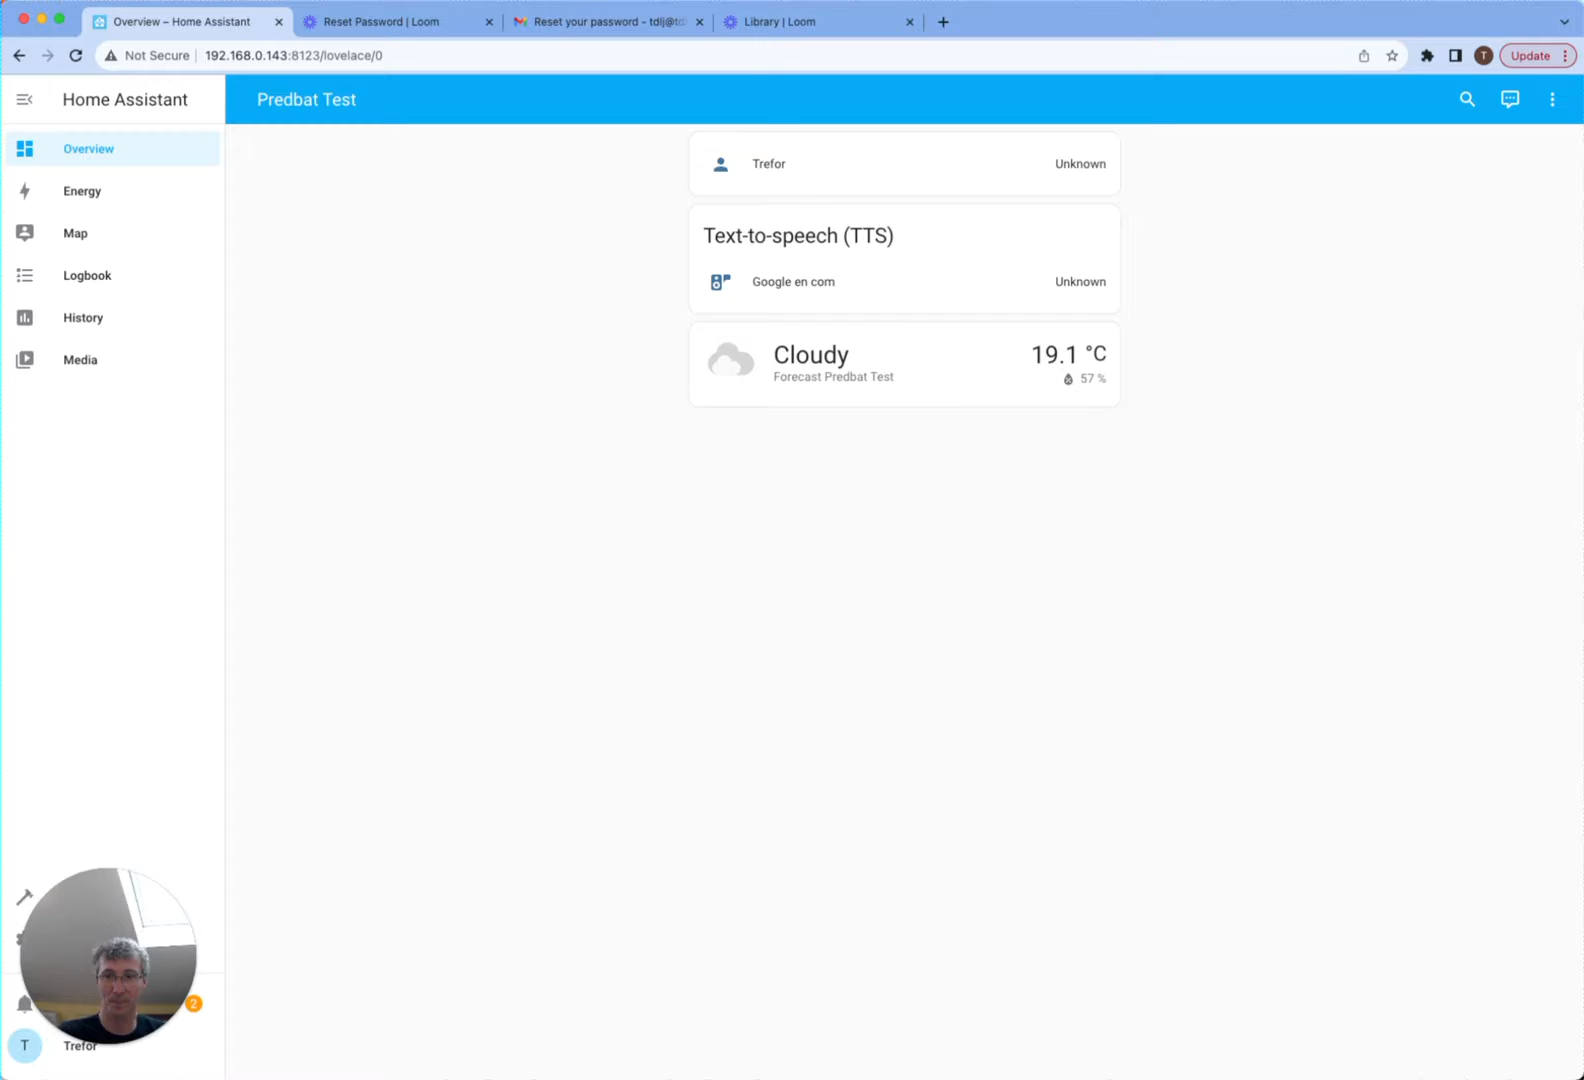 Overview – Home Assistant
Reset Password | Loom
Reset your password - tdlj@td
Library | Loom
Not Secure
192.168.0.143:8123/lovelace/0
T
Update
Home Assistant
Predbat Test
Overview
Energy
Map
Logbook
History
Media
Trefor
Unknown
Text-to-speech (TTS)
Google en com
Unknown
Cloudy
19.1 °C
Forecast Predbat Test
57 %
2
T
Trefor